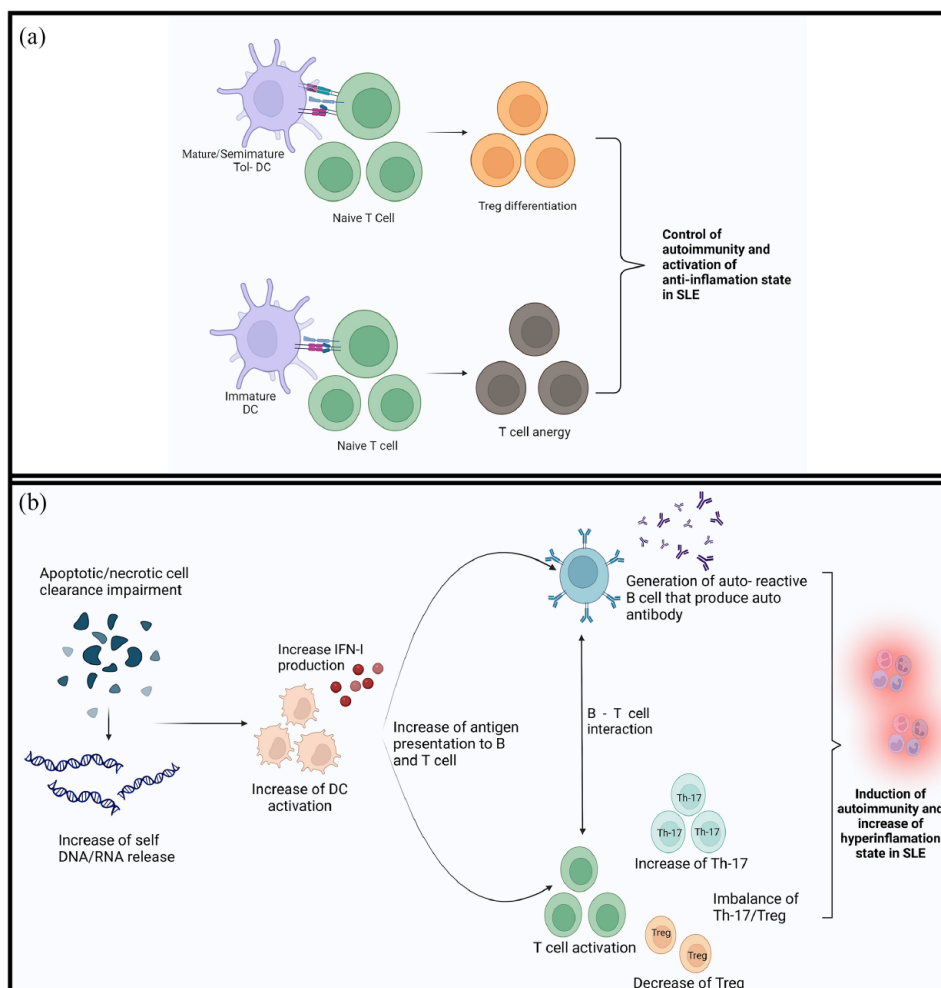 (a)
Mature/Semimature
Tol- DC
Naive T Cell
Treg differentiation
Control of
autoimmunity and
activation of
anti-inflamation state
in SLE
Immature
DC
Naive T cell
T cell anergy
(b)
Apoptotic/necrotic cell
clearance impairment
Increase of self
DNA/RNA release
Increase IFN-I
production
Increase of DC
activation
Increase of antigen
presentation to B
and T cell
Generation of auto- reactive
B cell that produce auto
antibody
B - T cell
interaction
Th-17
Th-17
Th-17
Increase of Th-17
T cell activation
Imbalance of
Th-17/Treg
Treg
Treg
Decrease of Treg
Induction of
autoimmunity and
increase of
hyperinflamation
state in SLE